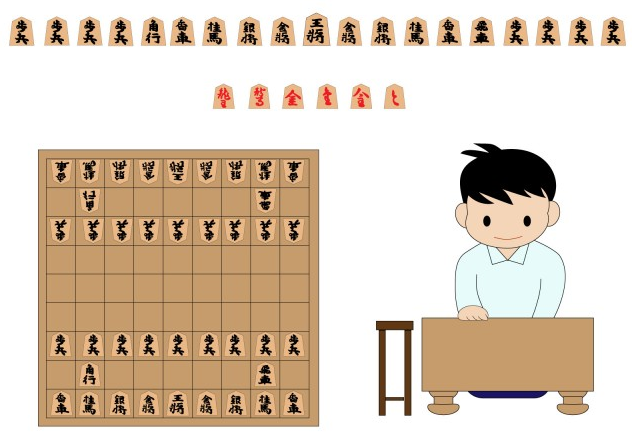 歩兵 歩兵 歩兵 歩兵 角行 香車 桂馬 銀将 金将 王将 金将 銀将 桂馬 香車 飛車 歩兵 歩兵 歩兵 歩兵
龍王 龍馬 全 と
香車 桂馬 銀将 金将 王将 金将 銀将 桂馬 香車
角行 飛車
歩兵 歩兵 歩兵 歩兵 歩兵 歩兵 歩兵 歩兵 歩兵
歩兵 歩兵 歩兵 歩兵 歩兵 歩兵 歩兵 歩兵 歩兵
角行 飛車
香車 桂馬 銀将 金将 王将 金将 銀将 桂馬 香車